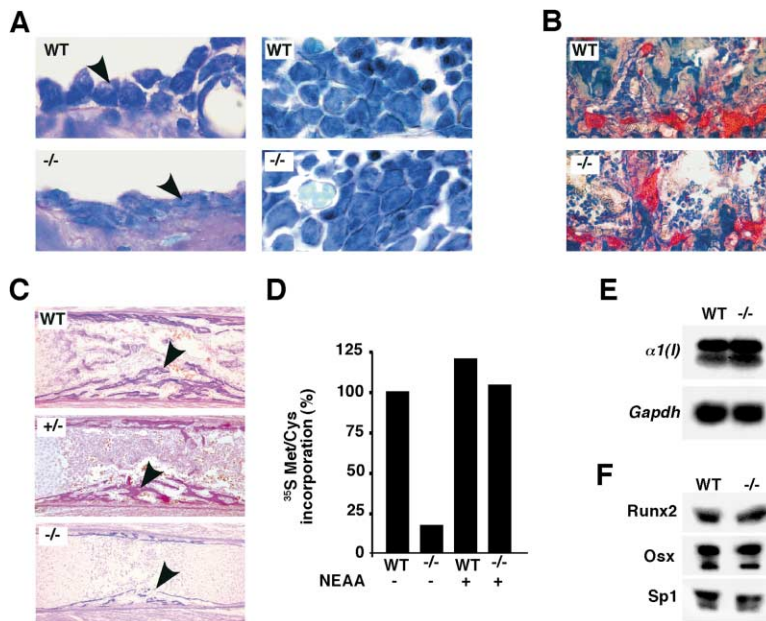 A
WT
WT
-/-
-/-
B
WT
-/-
C
WT
+/-
-/-
D
35S Met/Cys
incorporation (%)
125
100
75
50
25
0
WT -/- WT -/-
NEAA - - + +
E
WT -/-
α1(I)
Gapdh
F
WT -/-
Runx2
Osx
Sp1